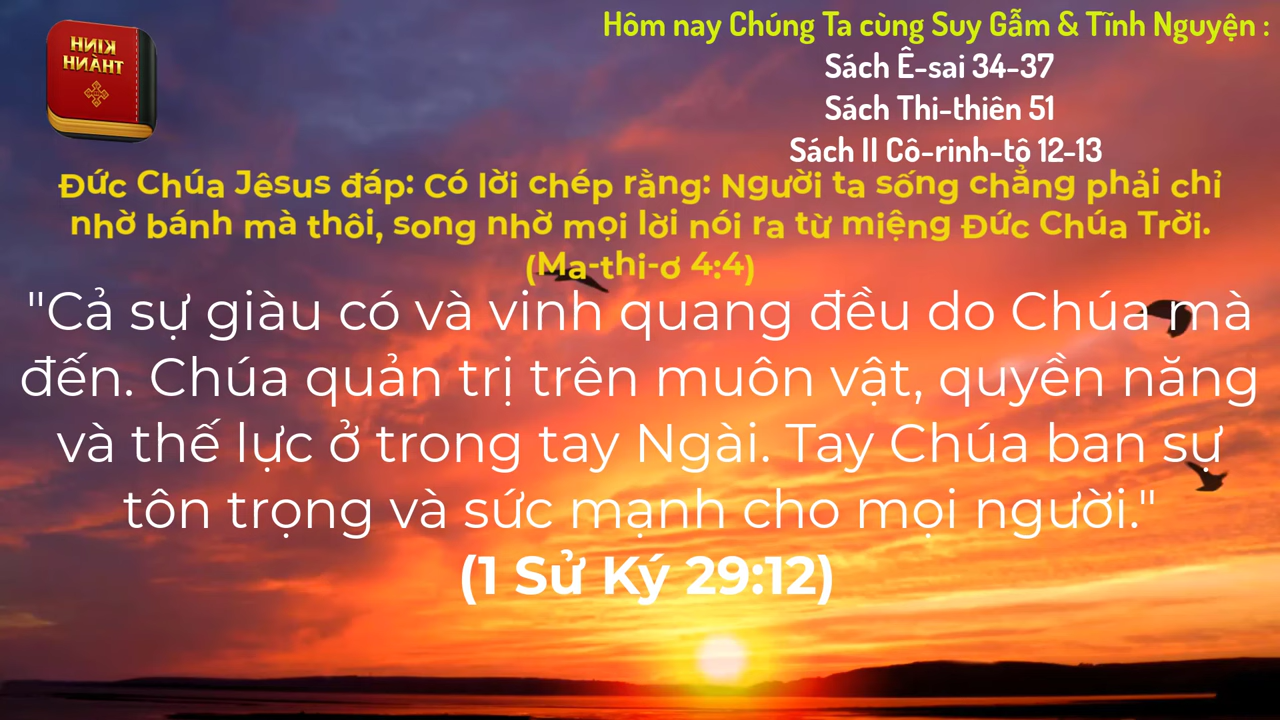 KINH
THÁNH
Hôm nay Chúng Ta cùng Suy Gẫm & Tĩnh Nguyện :
Sách Ê-sai 34-37
Sách Thi-thiên 51
Sách II Cô-rinh-tô 12-13
Đức Chúa Jêsus đáp: Có lời chép rằng: Người ta sống chẳng phải chỉ
nhờ bánh mà thôi, song nhờ mọi lời nói ra từ miệng Đức Chúa Trời.
(Ma-thi-ơ 4:4)
"Cả sự giàu có và vinh quang đều do Chúa mà
đến. Chúa quản trị trên muôn vật, quyền năng
và thế lực ở trong tay Ngài. Tay Chúa ban sự
tôn trọng và sức mạnh cho mọi người."
(1 Sử Ký 29:12)